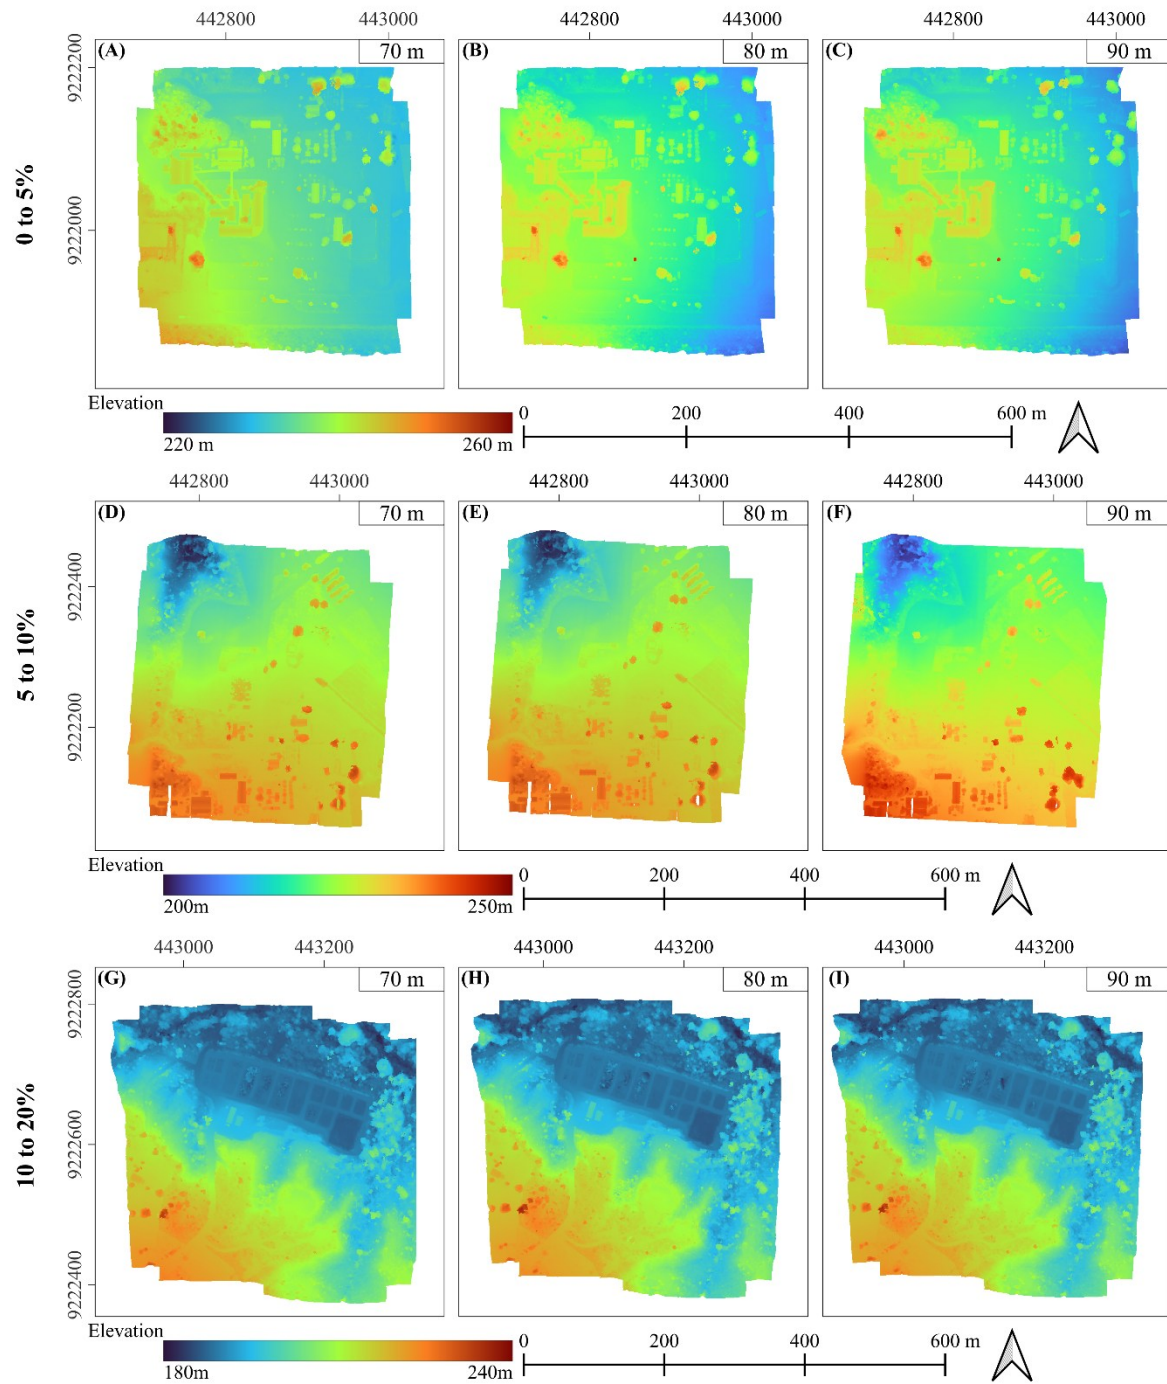 442800 443000 442800 443000 442800 443000
(A) 70 m (B) 80 m (C) 90 m
9222200
9222000
0 to 5%
Elevation
220 m 260 m
0 200 400 600 m
442800 443000 442800 443000 442800 443000
(D) 70 m (E) 80 m (F) 90 m
9222400
9222200
5 to 10%
Elevation
200m 250m
0 200 400 600 m
443000 443200 443000 443200 443000 443200
(G) 70 m (H) 80 m (I) 90 m
9222800
9222600
9222400
10 to 20%
Elevation
180m 240m
0 200 400 600 m